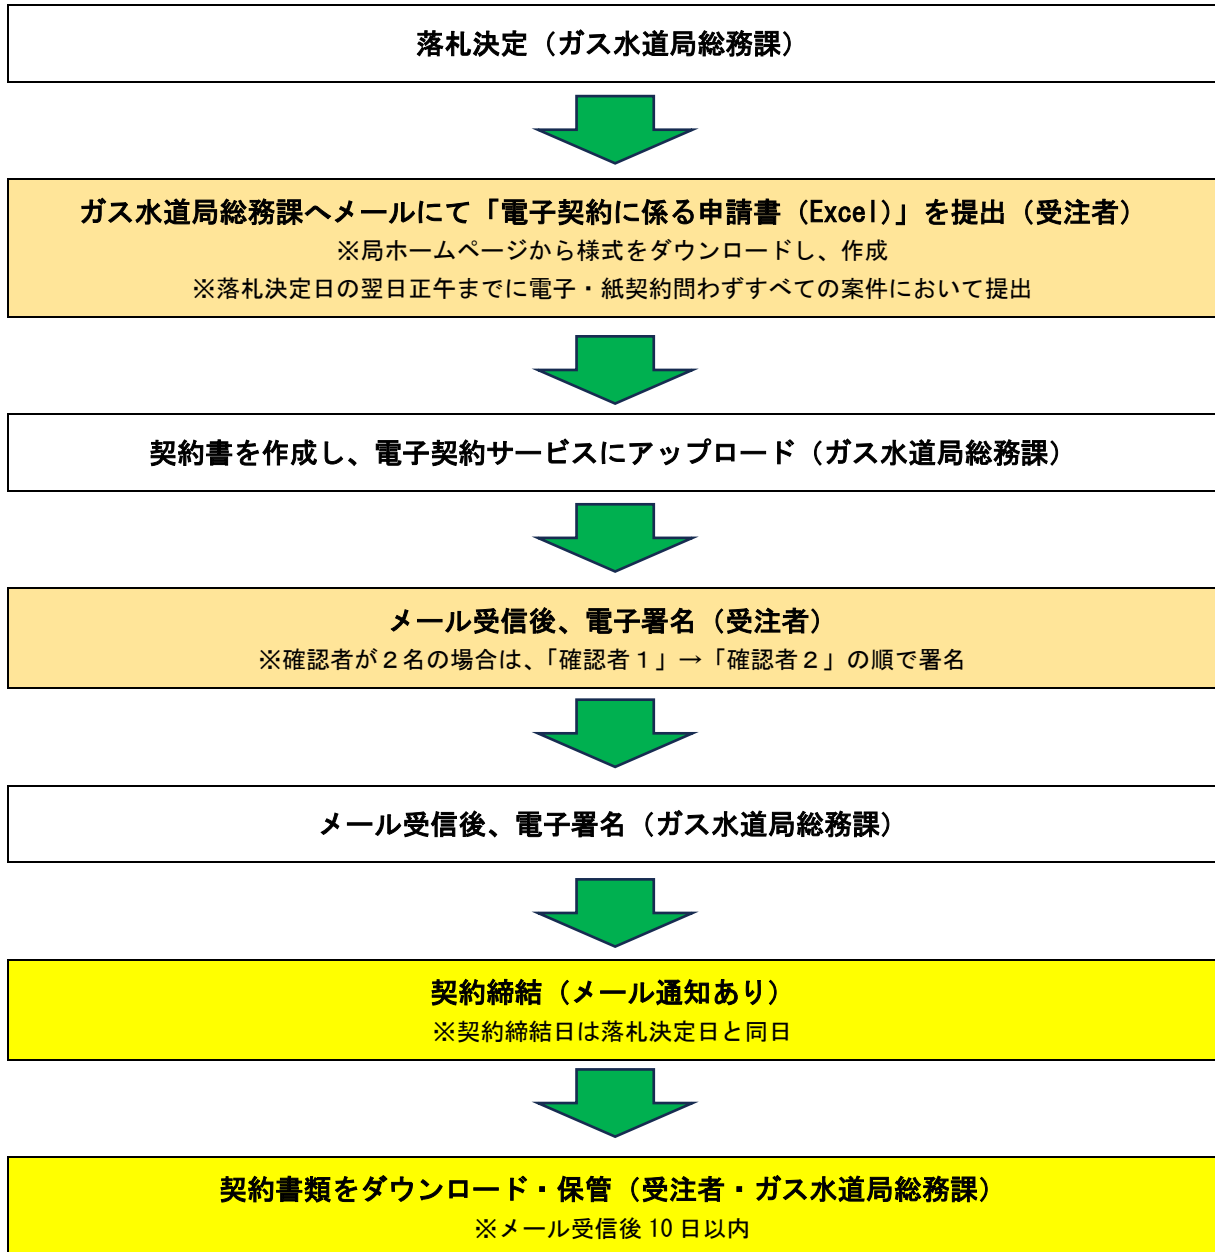 落札決定（ガス水道局総務課）
ガス水道局総務課へメールにて「電子契約に係る申請書（Excel）」を提出（受注者）
※局ホームページから様式をダウンロードし、作成
※落札決定日の翌日正午までに電子・紙契約問わずすべての案件において提出
契約書を作成し、電子契約サービスにアップロード（ガス水道局総務課）
メール受信後、電子署名（受注者）
※確認者が２名の場合は、「確認者１」→「確認者２」の順で署名
メール受信後、電子署名（ガス水道局総務課）
契約締結（メール通知あり）
※契約締結日は落札決定日と同日
契約書類をダウンロード・保管（受注者・ガス水道局総務課）
※メール受信後 10 日以内